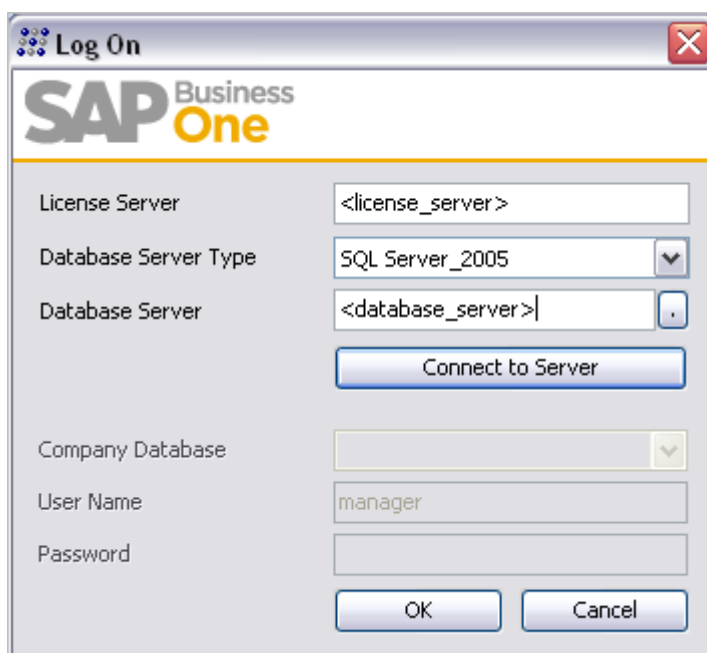 Log On
SAP Business One
License Server <license_server>
Database Server Type SQL Server_2005
Database Server <database_server> .
Connect to Server
Company Database
User Name manager
Password
OK Cancel